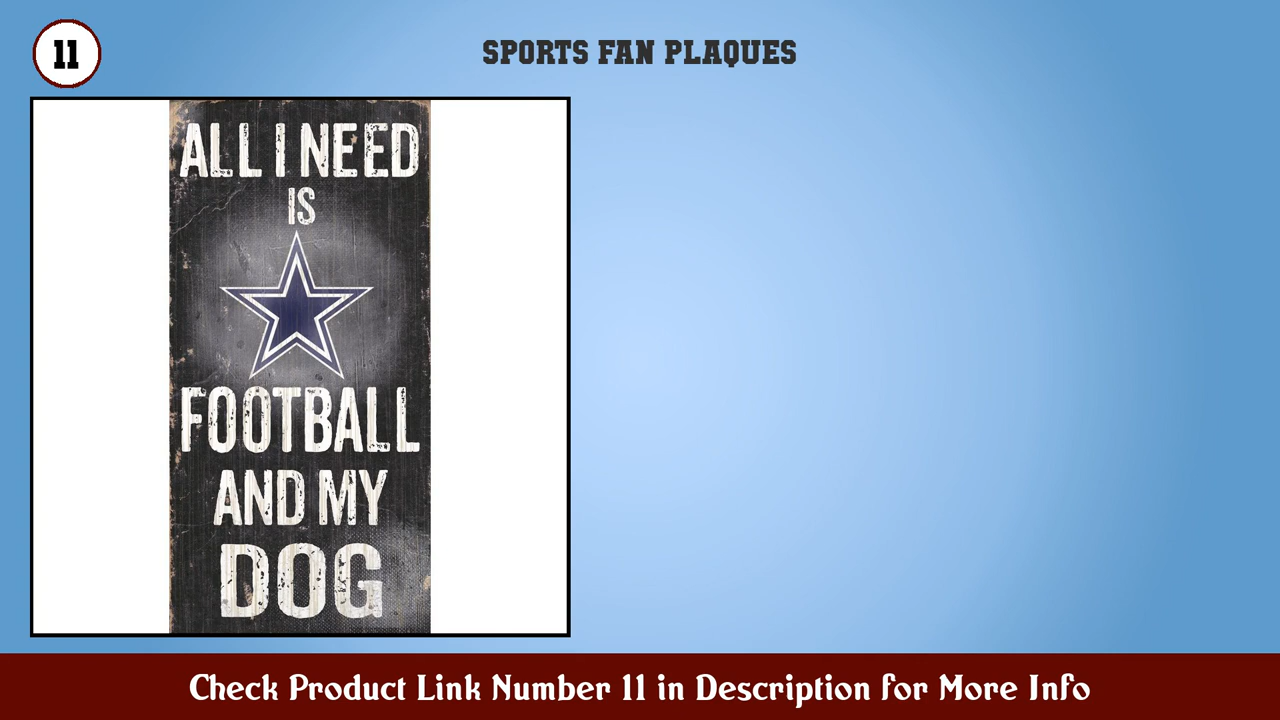 11
SPORTS FAN PLAQUES
ALL I NEED
IS
FOOTBALL
AND MY
DOG
Check Product Link Number 11 in Description for More Info